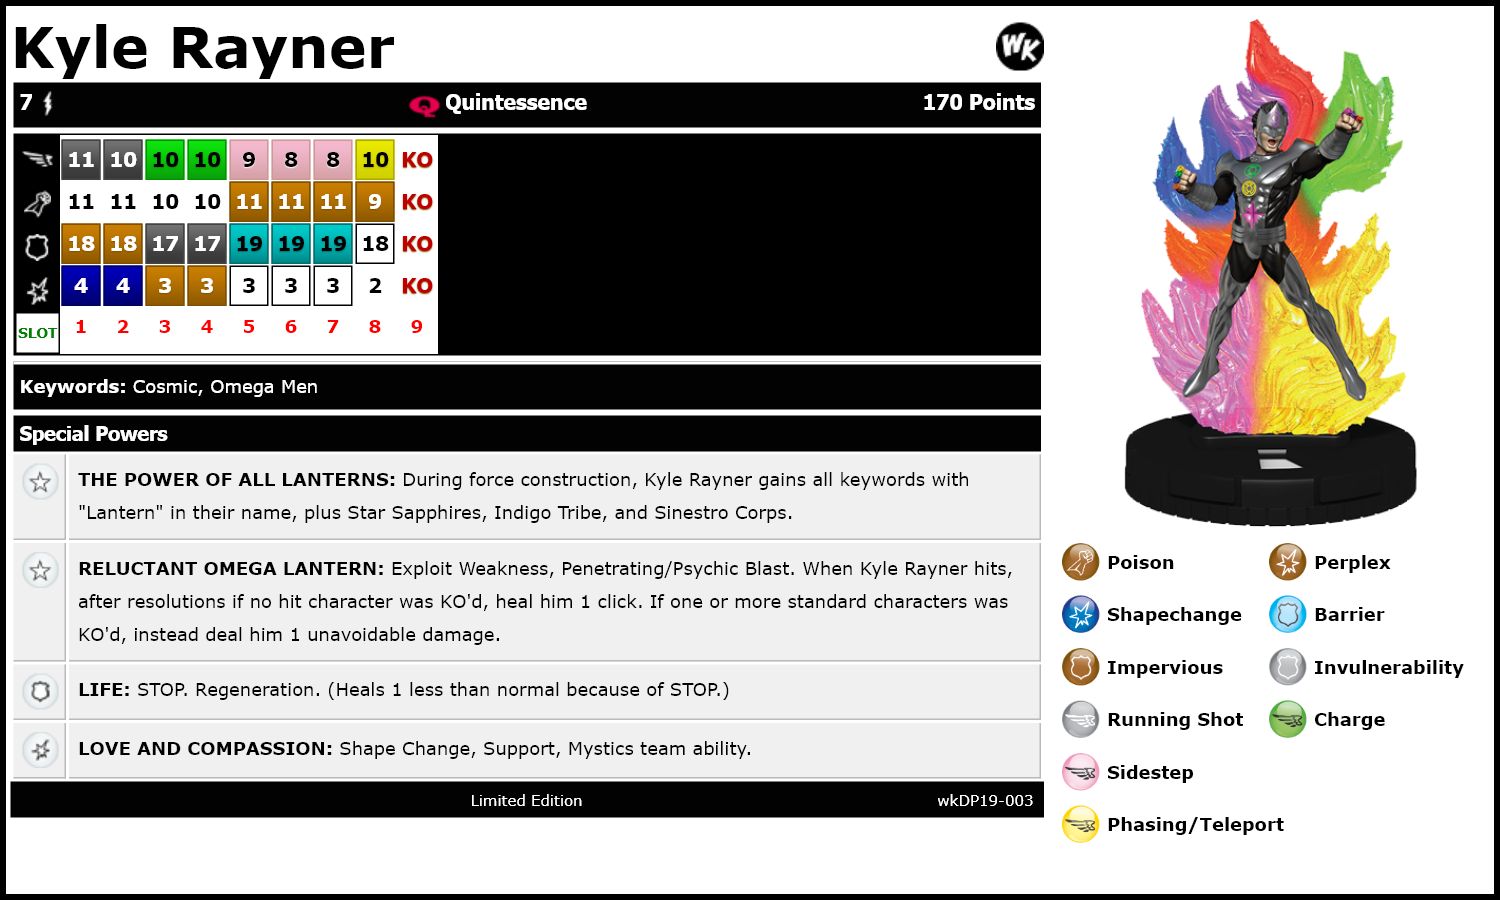 Kyle Rayner
WK
7 Quintessence 170 Points
11 10 10 10 9 8 8 10 KO
11 11 10 10 11 11 11 9 KO
18 18 17 17 19 19 19 18 KO
4 4 3 3 3 3 3 2 KO
SLOT 1 2 3 4 5 6 7 8 9
Keywords: Cosmic, Omega Men
Special Powers
THE POWER OF ALL LANTERNS: During force construction, Kyle Rayner gains all keywords with
"Lantern" in their name, plus Star Sapphires, Indigo Tribe, and Sinestro Corps.
RELUCTANT OMEGA LANTERN: Exploit Weakness, Penetrating/Psychic Blast. When Kyle Rayner hits,
after resolutions if no hit character was KO'd, heal him 1 click. If one or more standard characters was
KO'd, instead deal him 1 unavoidable damage.
LIFE: STOP. Regeneration. (Heals 1 less than normal because of STOP.)
LOVE AND COMPASSION: Shape Change, Support, Mystics team ability.
Limited Edition wkDP19-003
Poison Perplex
Shapechange Barrier
Impervious Invulnerability
Running Shot Charge
Sidestep
Phasing/Teleport